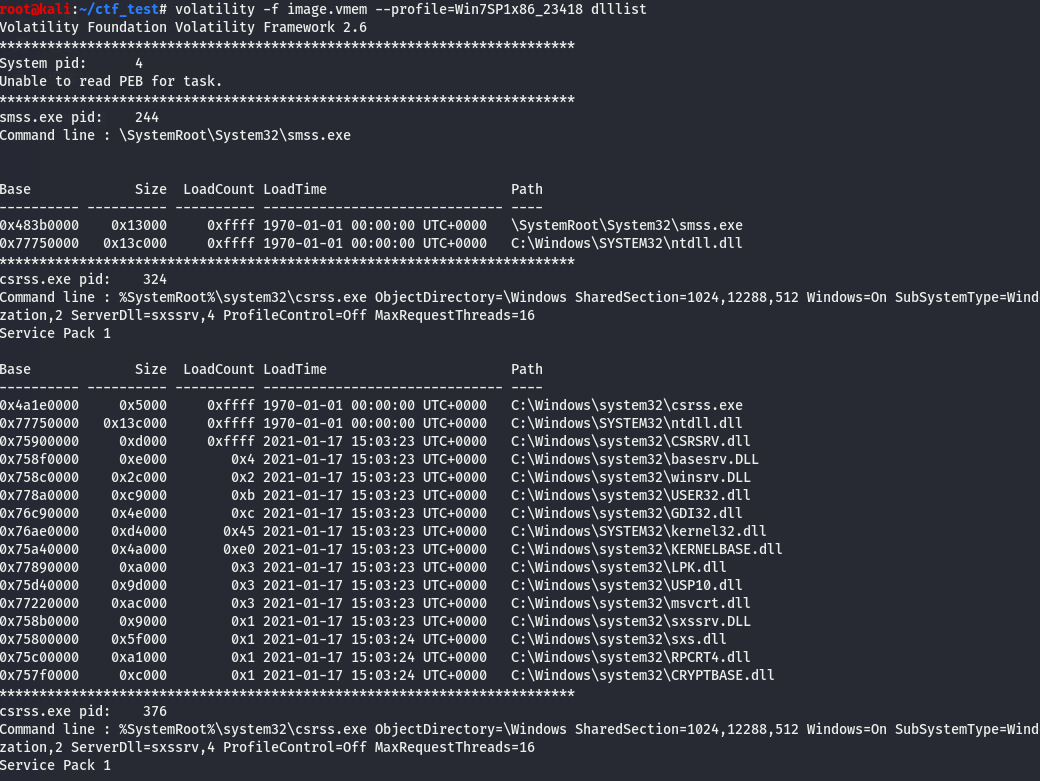 root@kali:~/ctf_test# volatility -f image.vmem --profile=Win7SP1x86_23418 dlllist
Volatility Foundation Volatility Framework 2.6
************************************************************************
System pid:      4
Unable to read PEB for task.
************************************************************************
smss.exe pid:    244
Command line : \SystemRoot\System32\smss.exe
Base             Size  LoadCount LoadTime                       Path
---------- ---------- ---------- ------------------------------ ----
0x483b0000    0x13000     0xffff 1970-01-01 00:00:00 UTC+0000   \SystemRoot\System32\smss.exe
0x77750000   0x13c000     0xffff 1970-01-01 00:00:00 UTC+0000   C:\Windows\SYSTEM32\ntdll.dll
************************************************************************
csrss.exe pid:    324
Command line : %SystemRoot%\system32\csrss.exe ObjectDirectory=\Windows SharedSection=1024,12288,512 Windows=On SubSystemType=Wind
zation,2 ServerDll=sxssrv,4 ProfileControl=Off MaxRequestThreads=16
Service Pack 1
Base             Size  LoadCount LoadTime                       Path
---------- ---------- ---------- ------------------------------ ----
0x4a1e0000     0x5000     0xffff 1970-01-01 00:00:00 UTC+0000   C:\Windows\system32\csrss.exe
0x77750000   0x13c000     0xffff 1970-01-01 00:00:00 UTC+0000   C:\Windows\SYSTEM32\ntdll.dll
0x75900000     0xd000     0xffff 2021-01-17 15:03:23 UTC+0000   C:\Windows\system32\CSRSRV.dll
0x758f0000     0xe000        0x4 2021-01-17 15:03:23 UTC+0000   C:\Windows\system32\basesrv.DLL
0x758c0000    0x2c000        0x2 2021-01-17 15:03:23 UTC+0000   C:\Windows\system32\winsrv.DLL
0x778a0000    0xc9000        0xb 2021-01-17 15:03:23 UTC+0000   C:\Windows\system32\USER32.dll
0x76c90000    0x4e000        0xc 2021-01-17 15:03:23 UTC+0000   C:\Windows\system32\GDI32.dll
0x76ae0000    0xd4000       0x45 2021-01-17 15:03:23 UTC+0000   C:\Windows\SYSTEM32\kernel32.dll
0x75a40000    0x4a000       0xe0 2021-01-17 15:03:23 UTC+0000   C:\Windows\system32\KERNELBASE.dll
0x77890000     0xa000        0x3 2021-01-17 15:03:23 UTC+0000   C:\Windows\system32\LPK.dll
0x75d40000    0x9d000        0x3 2021-01-17 15:03:23 UTC+0000   C:\Windows\system32\USP10.dll
0x77220000    0xac000        0x3 2021-01-17 15:03:23 UTC+0000   C:\Windows\system32\msvcrt.dll
0x758b0000     0x9000        0x1 2021-01-17 15:03:23 UTC+0000   C:\Windows\system32\sxssrv.DLL
0x75800000    0x5f000        0x1 2021-01-17 15:03:24 UTC+0000   C:\Windows\system32\sxs.dll
0x75c00000    0xa1000        0x1 2021-01-17 15:03:24 UTC+0000   C:\Windows\system32\RPCRT4.dll
0x757f0000     0xc000        0x1 2021-01-17 15:03:24 UTC+0000   C:\Windows\system32\CRYPTBASE.dll
************************************************************************
csrss.exe pid:    376
Command line : %SystemRoot%\system32\csrss.exe ObjectDirectory=\Windows SharedSection=1024,12288,512 Windows=On SubSystemType=Wind
zation,2 ServerDll=sxssrv,4 ProfileControl=Off MaxRequestThreads=16
Service Pack 1